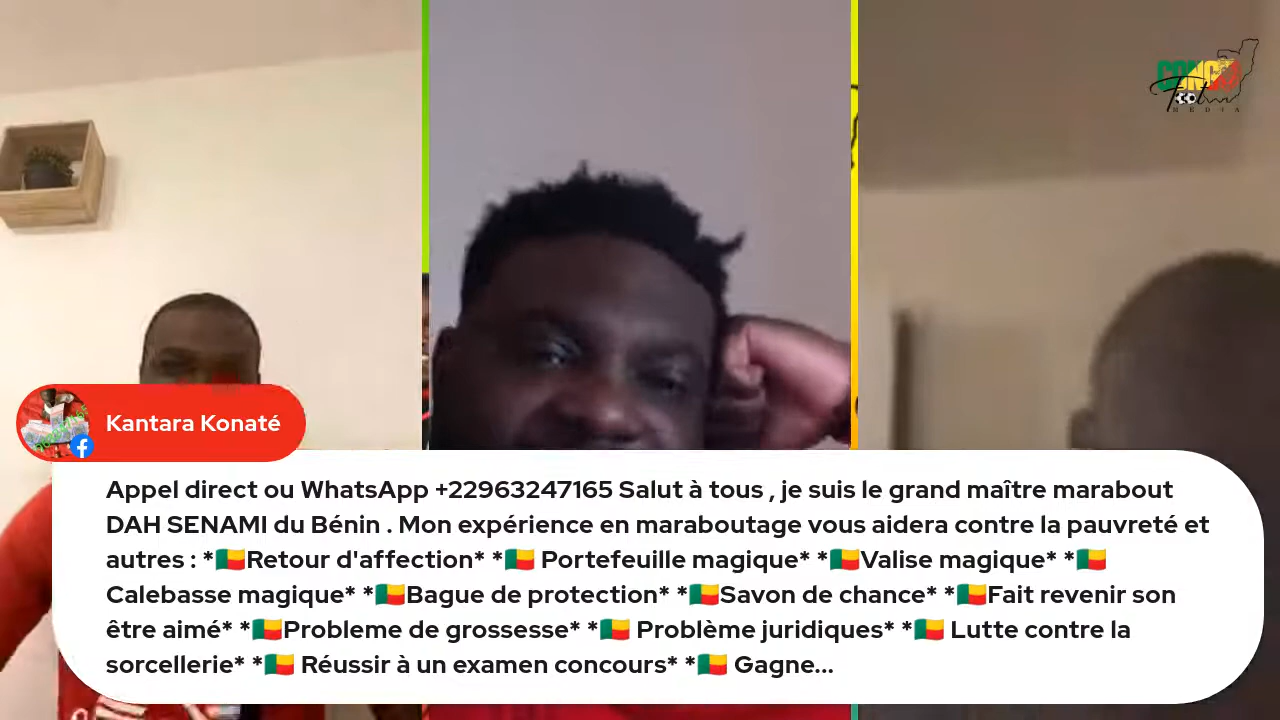 CONGO
Foot
MEDIA
Kantara Konaté
Appel direct ou WhatsApp +22963247165 Salut à tous , je suis le grand maître marabout
DAH SENAMI du Bénin . Mon expérience en maraboutage vous aidera contre la pauvreté et
autres : *🇧🇯Retour d'affection* *🇧🇯 Portefeuille magique* *🇧🇯Valise magique* *🇧🇯
Calebasse magique* *🇧🇯Bague de protection* *🇧🇯Savon de chance* *🇧🇯Fait revenir son
être aimé* *🇧🇯Probleme de grossesse* *🇧🇯 Problème juridiques* *🇧🇯 Lutte contre la
sorcellerie* *🇧🇯 Réussir à un examen concours* *🇧🇯 Gagne...